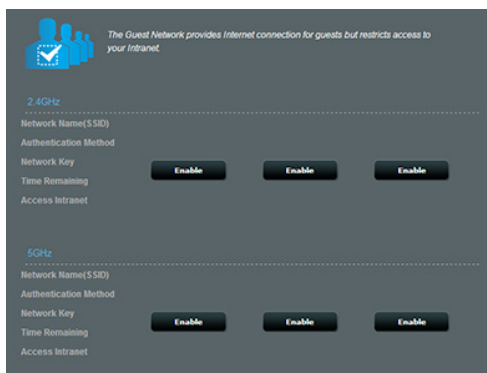 The Guest Network provides Internet connection for guests but restricts access to
your Intranet.
2.4GHz
Network Name(SSID)
Authentication Method
Network Key
Enable Enable Enable
Time Remaining
Access Intranet
5GHz
Network Name(SSID)
Authentication Method
Network Key
Enable Enable Enable
Time Remaining
Access Intranet